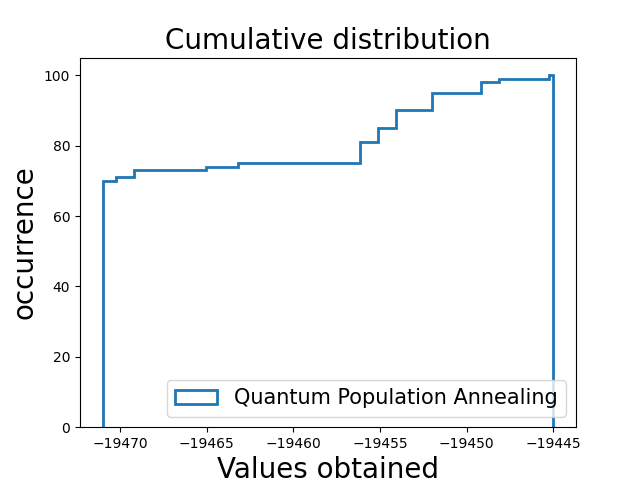 Cumulative distribution
100
80
60
40
20
0
occurrence
Quantum Population Annealing
−19470 −19465 −19460 −19455 −19450 −19445
Values obtained